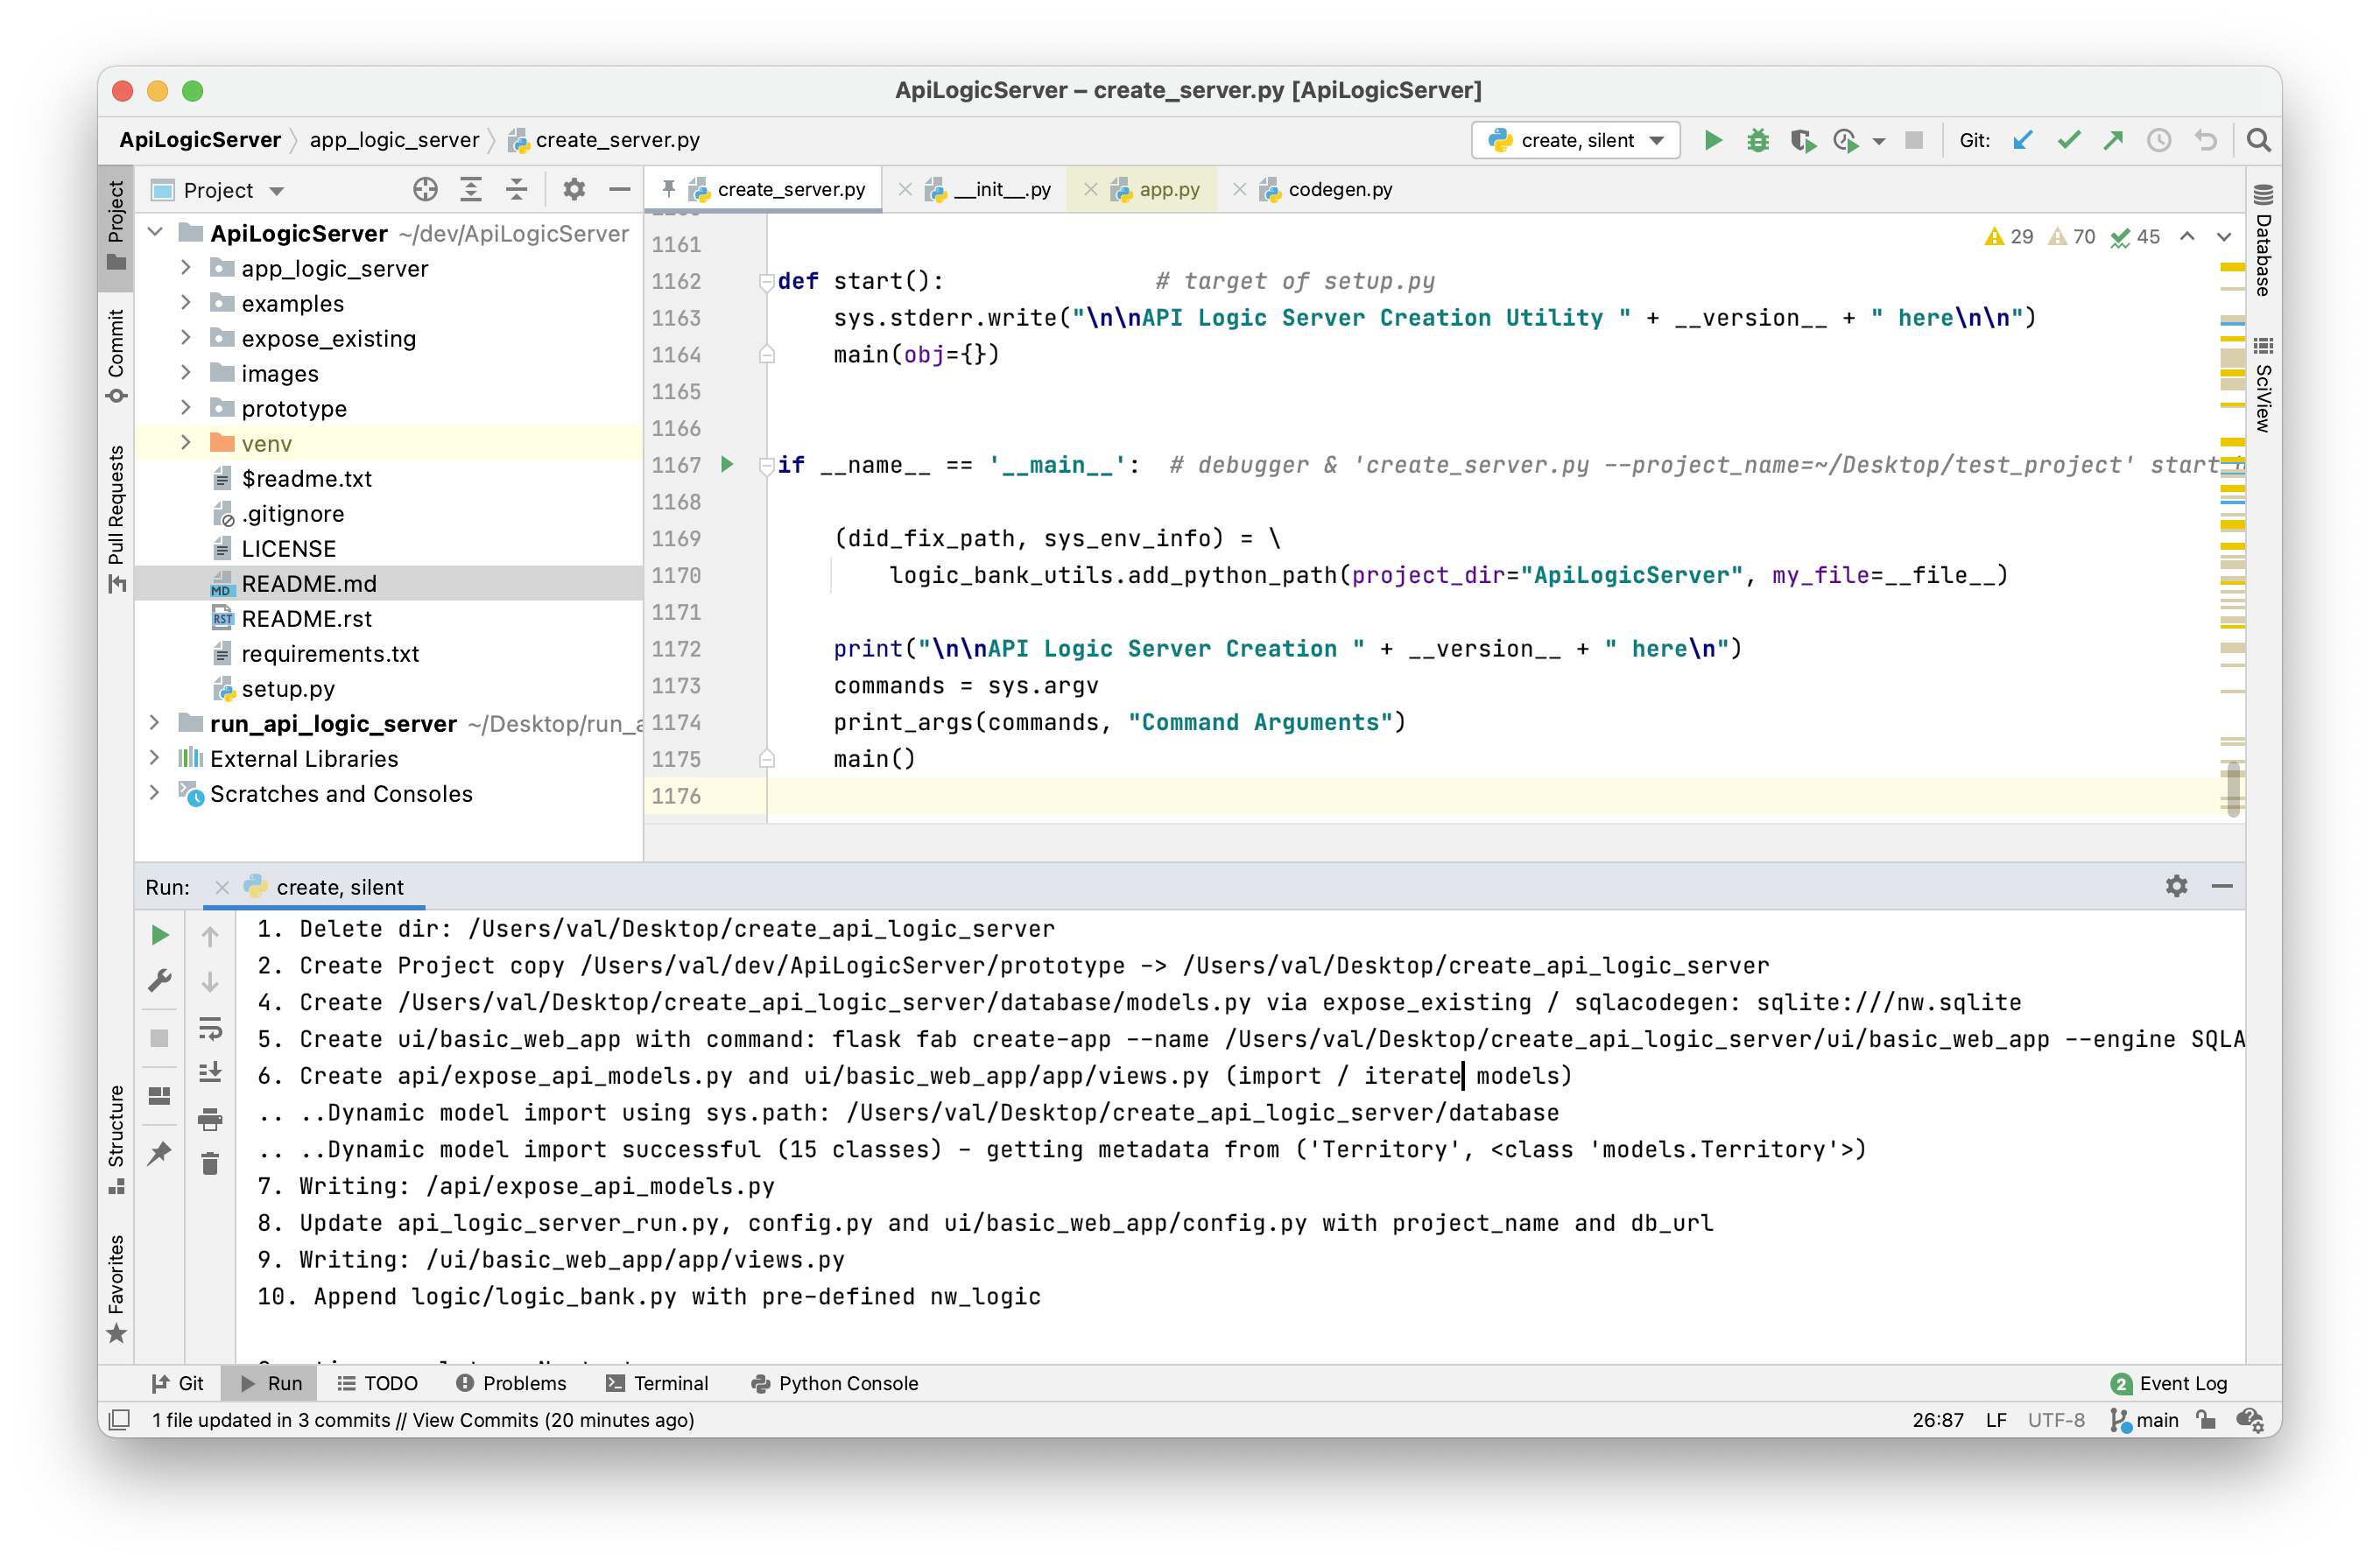 ApiLogicServer – create_server.py [ApiLogicServer]
ApiLogicServer app_logic_server create_server.py
create, silent
Git:
Project
create_server.py
__init__.py
app.py
codegen.py
Project
Commit
Pull Requests
Structure
Favorites
ApiLogicServer ~/dev/ApiLogicServer
app_logic_server
examples
expose_existing
images
prototype
venv
$readme.txt
.gitignore
LICENSE
README.md
README.rst
requirements.txt
setup.py
run_api_logic_server ~/Desktop/run_a
External Libraries
Scratches and Consoles
29 70 45
1161
1162 def start(): # target of setup.py
1163 sys.stderr.write("\n\nAPI Logic Server Creation Utility " + __version__ + " here\n\n")
1164 main(obj={})
1165
1166
1167 if __name__ == '__main__': # debugger & 'create_server.py --project_name=~/Desktop/test_project' start
1168
1169 (did_fix_path, sys_env_info) = \
1170 logic_bank_utils.add_python_path(project_dir="ApiLogicServer", my_file=__file__)
1171
1172 print("\n\nAPI Logic Server Creation " + __version__ + " here\n")
1173 commands = sys.argv
1174 print_args(commands, "Command Arguments")
1175 main()
1176
Database
SciView
Run: create, silent
1. Delete dir: /Users/val/Desktop/create_api_logic_server
2. Create Project copy /Users/val/dev/ApiLogicServer/prototype -> /Users/val/Desktop/create_api_logic_server
4. Create /Users/val/Desktop/create_api_logic_server/database/models.py via expose_existing / sqlacodegen: sqlite:///nw.sqlite
5. Create ui/basic_web_app with command: flask fab create-app --name /Users/val/Desktop/create_api_logic_server/ui/basic_web_app --engine SQLA
6. Create api/expose_api_models.py and ui/basic_web_app/app/views.py (import / iterate models)
.. ..Dynamic model import using sys.path: /Users/val/Desktop/create_api_logic_server/database
.. ..Dynamic model import successful (15 classes) - getting metadata from ('Territory', <class 'models.Territory'>)
7. Writing: /api/expose_api_models.py
8. Update api_logic_server_run.py, config.py and ui/basic_web_app/config.py with project_name and db_url
9. Writing: /ui/basic_web_app/app/views.py
10. Append logic/logic_bank.py with pre-defined nw_logic
Git Run TODO Problems Terminal Python Console 2 Event Log
1 file updated in 3 commits // View Commits (20 minutes ago) 26:87 LF UTF-8 main